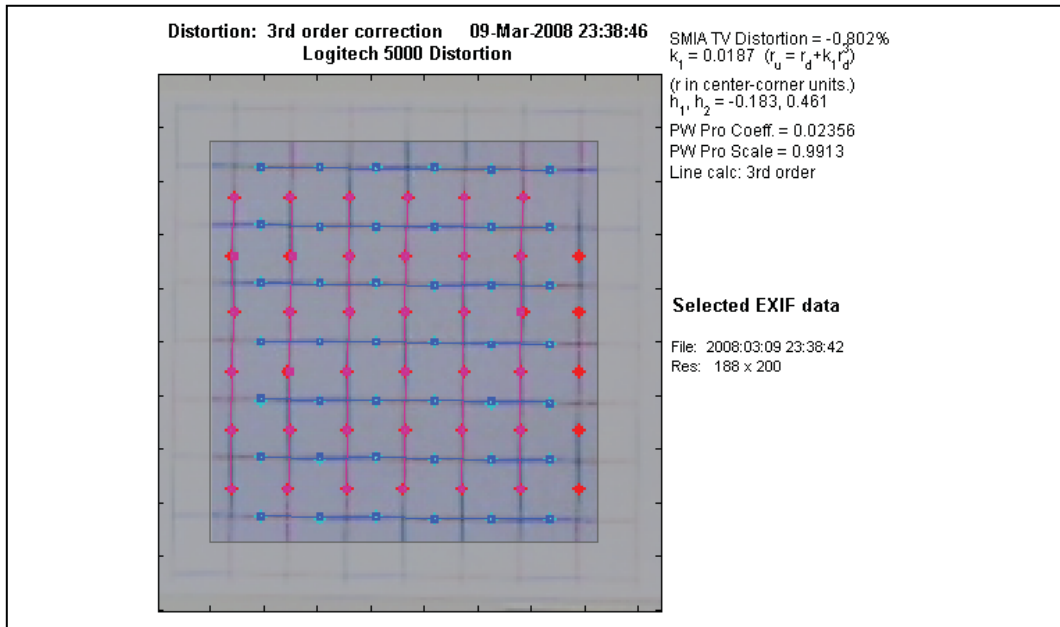 Distortion: 3rd order correction 09-Mar-2008 23:38:46
Logitech 5000 Distortion
SMIA TV Distortion = -0.802%
k₁ = 0.0187 (rᵤ = r_d+k₁r_d³)
(r in center-corner units.)
h₁, h₂ = -0.183, 0.461
PW Pro Coeff. = 0.02356
PW Pro Scale = 0.9913
Line calc: 3rd order
Selected EXIF data
File: 2008:03:09 23:38:42
Res: 188 x 200